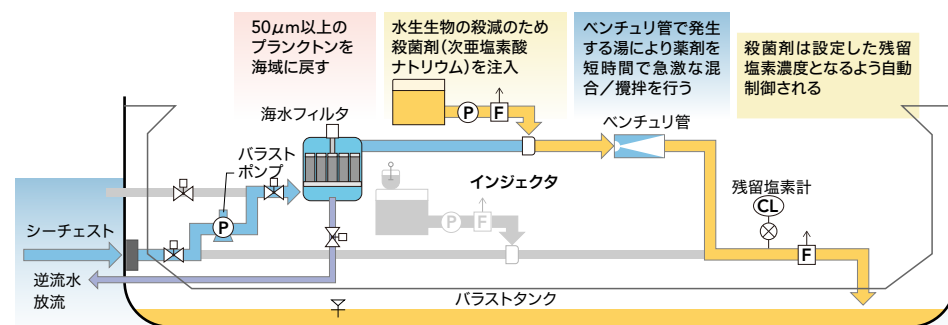 50μm以上の
プランクトンを
海域に戻す
水生生物の殺減のため
殺菌剤(次亜塩素酸
ナトリウム)を注入
ベンチュリ管で発生
する湯により薬剤を
短時間で急激な混
合/攪拌を行う
殺菌剤は設定した残留
塩素濃度となるよう自動
制御される
海水フィルタ
P
F
ベンチュリ管
バラスト
ポンプ
P
インジェクタ
残留塩素計
CL
P
F
F
シーチェスト
逆流水
放流
バラストタンク